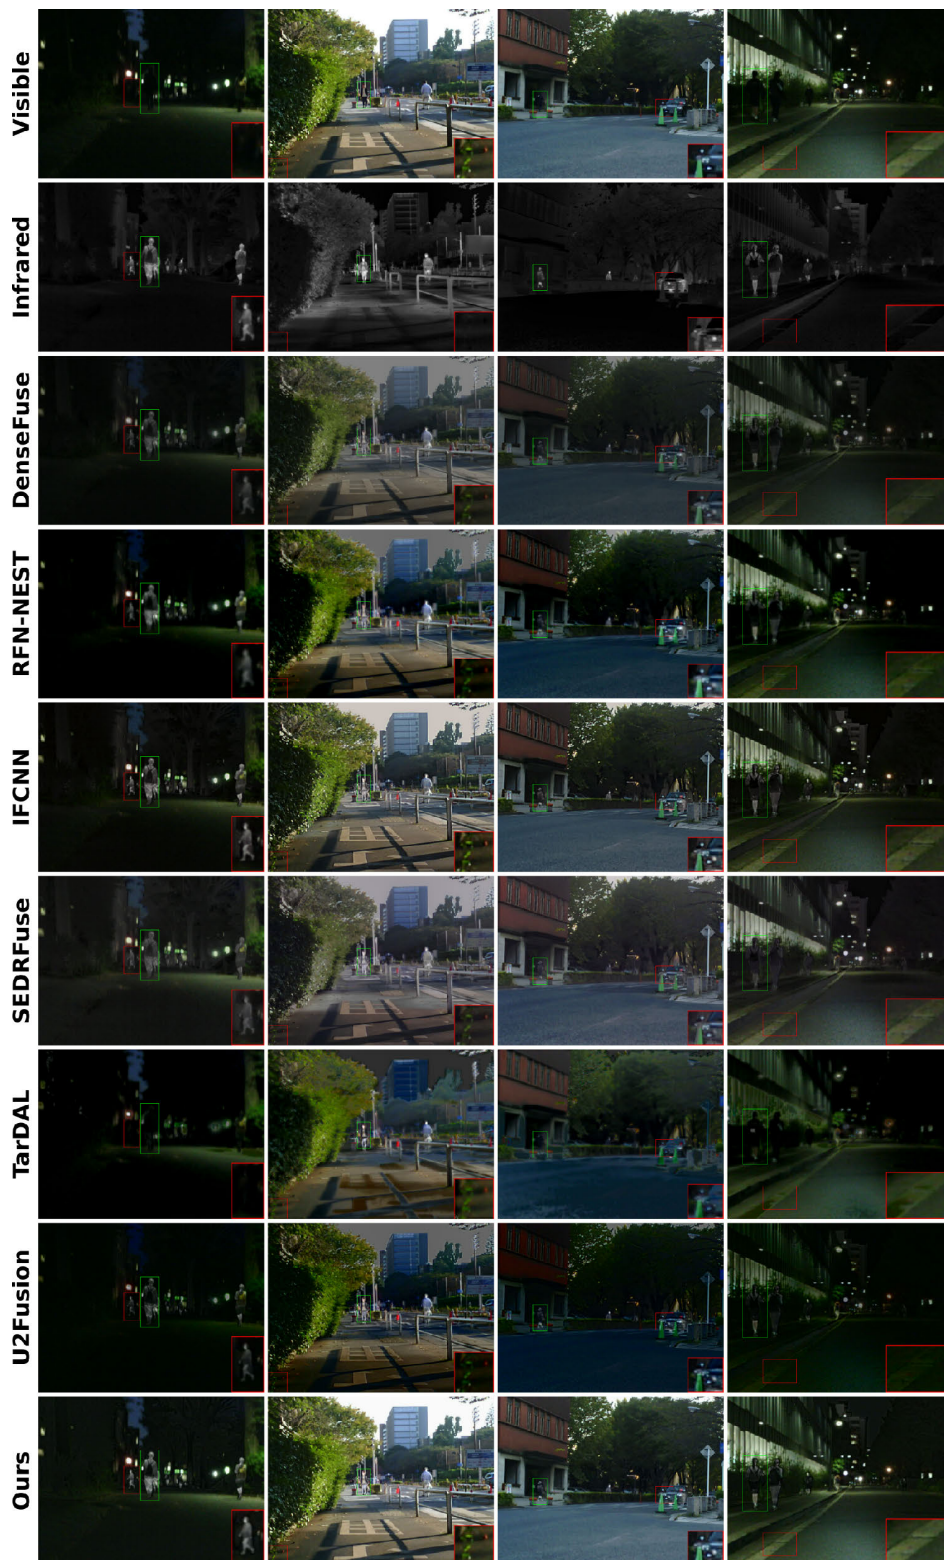 Visible
Infrared
DenseFuse
RFN-NEST
IFCNN
SEDRFuse
TarDAL
U2Fusion
Ours